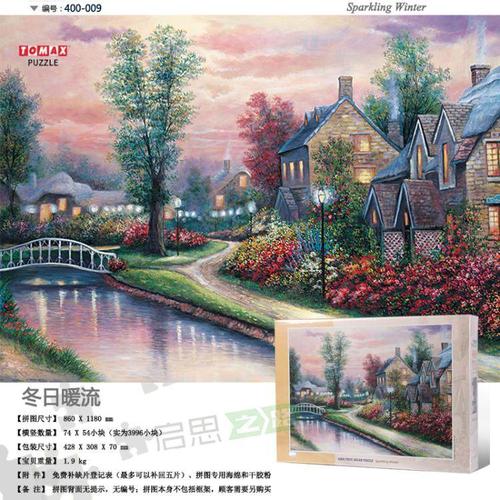 ▼ 编号：400-009
Sparkling Winter
TOMAX
PUZZLE
冬日暖流
【拼图尺寸】 860 X 1180 mm
【横竖数量】 74 X 54小块（实为3996小块）
【包装尺寸】 428 X 308 X 70 mm
【宝贝重量】 1.9 kg
【附 件】 免费补缺片登记表（最多可以补回五片）、拼图专用海绵和干胶粉
【备 注】 拼图背面无提示，无编号；拼图本身不包括框架，顾客需要另购买
启思之路